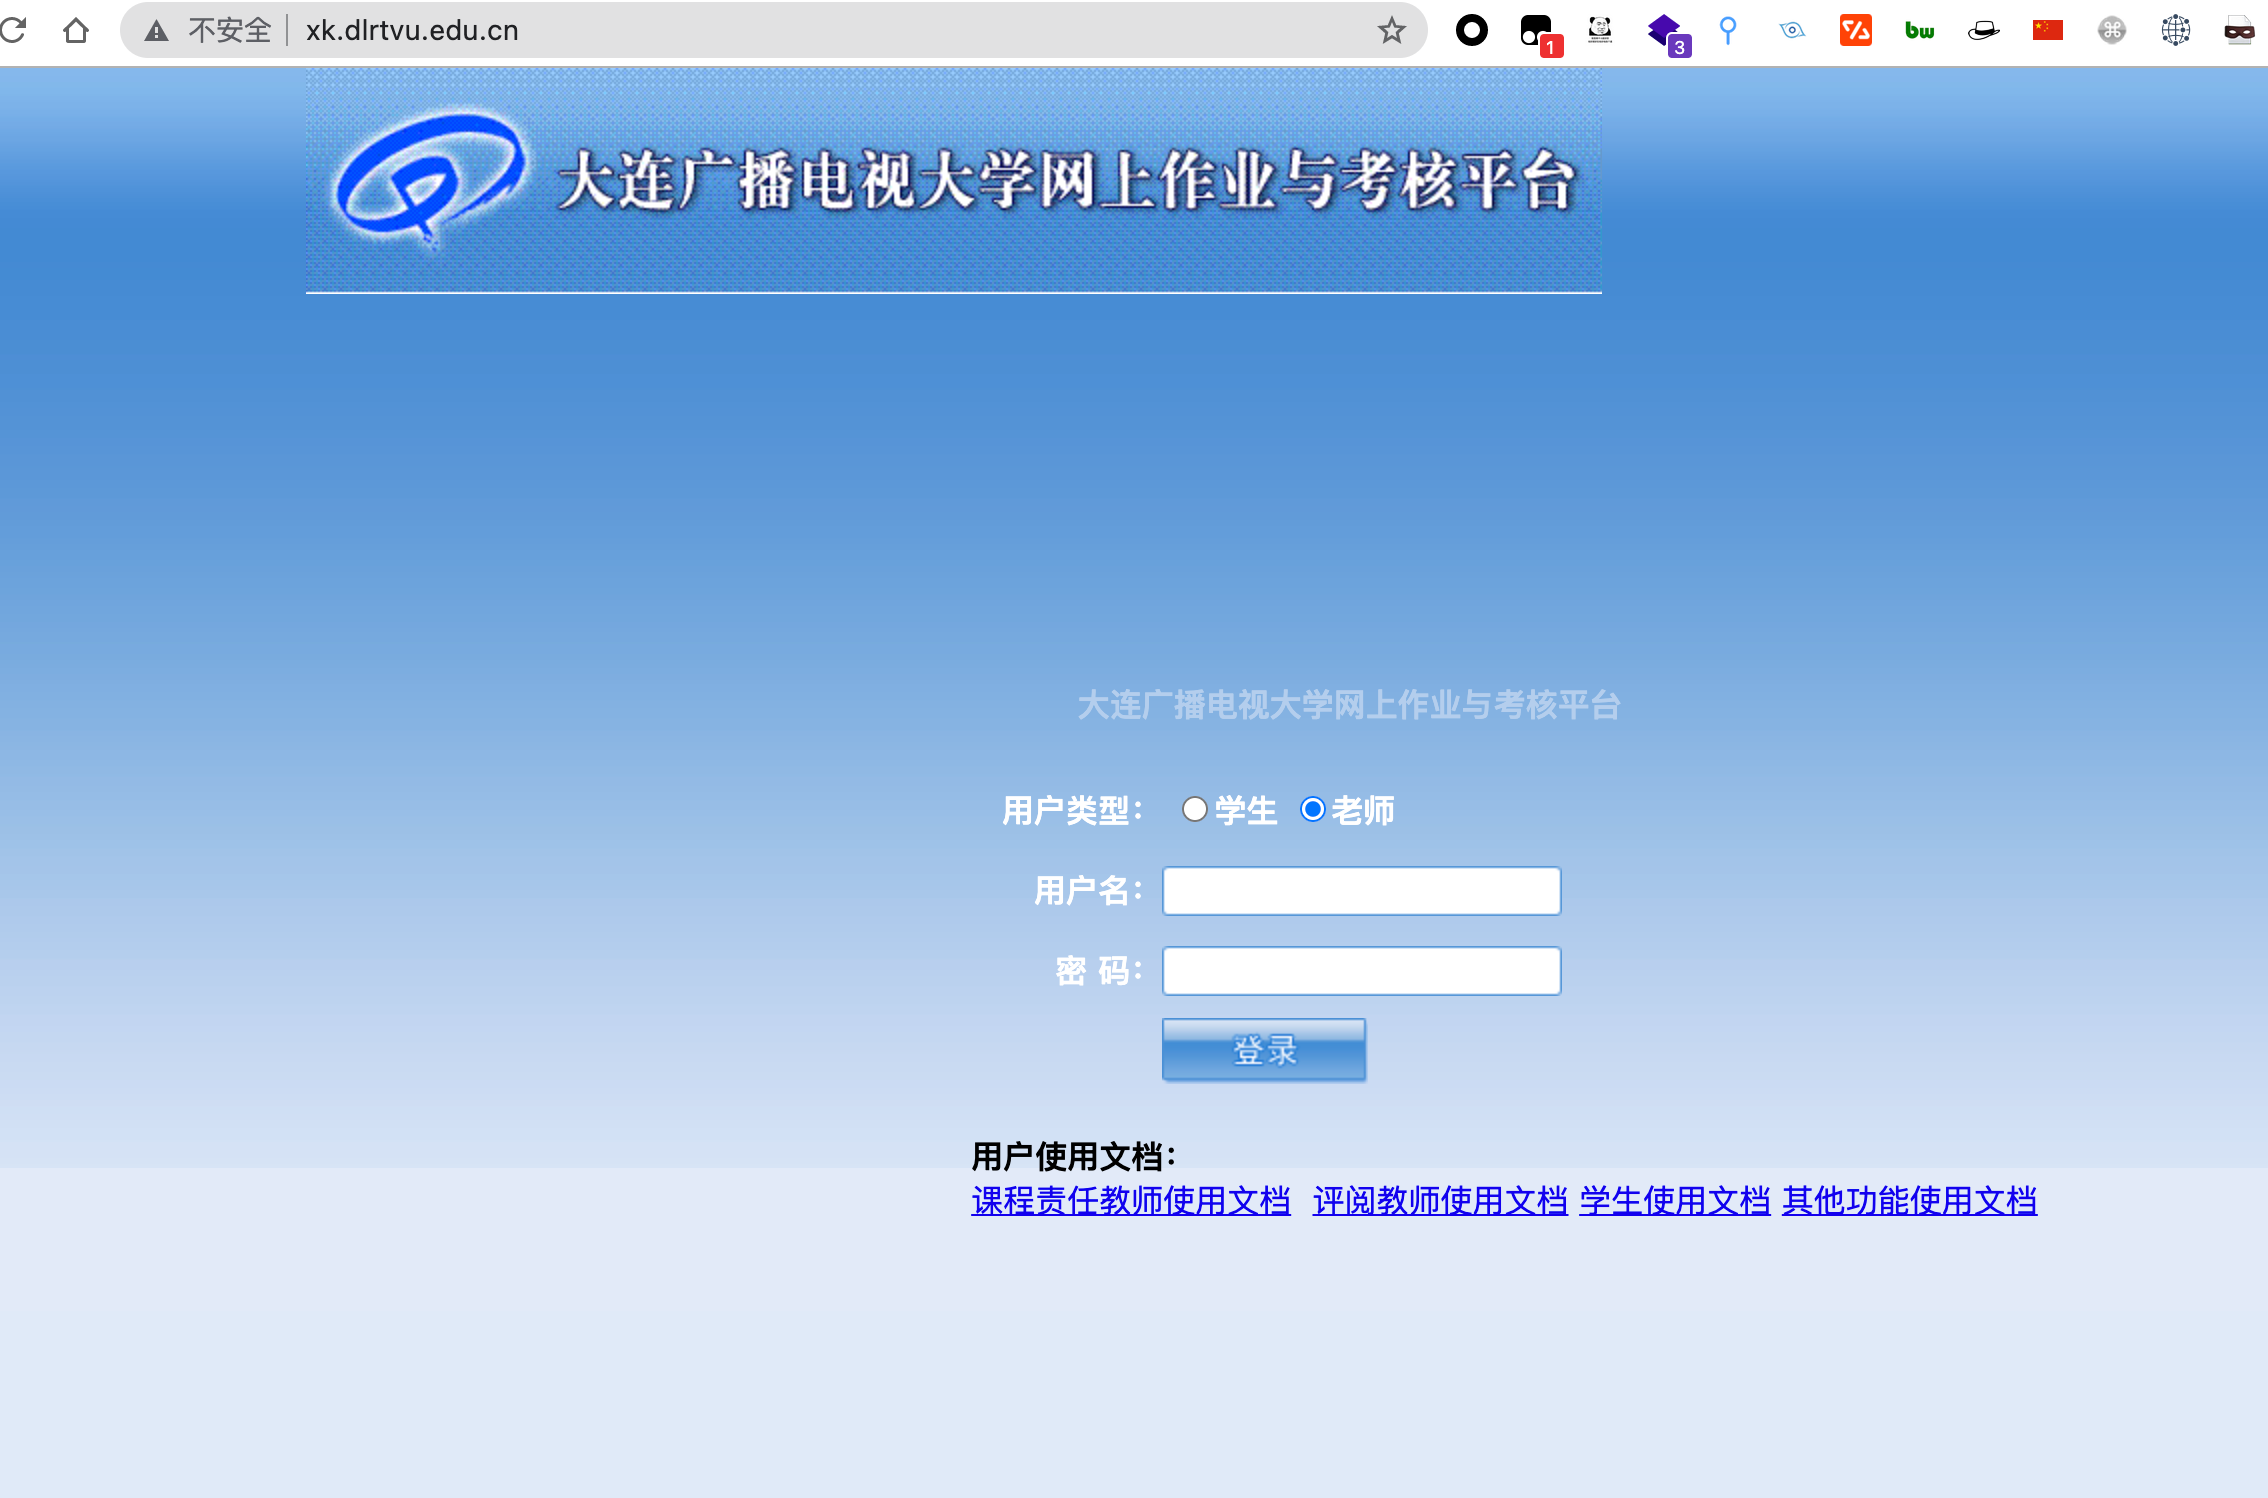 不安全 xk.dlrtvu.edu.cn
1
3
bw
大连广播电视大学网上作业与考核平台
大连广播电视大学网上作业与考核平台
用户类型： 学生 老师
用户名：
密 码：
登录
用户使用文档：
课程责任教师使用文档 评阅教师使用文档 学生使用文档 其他功能使用文档